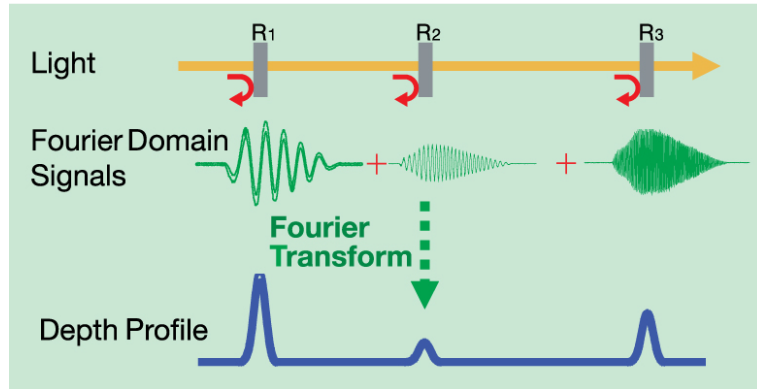 R1 R2 R3
Light
Fourier Domain
Signals
+ +
Fourier
Transform
Depth Profile